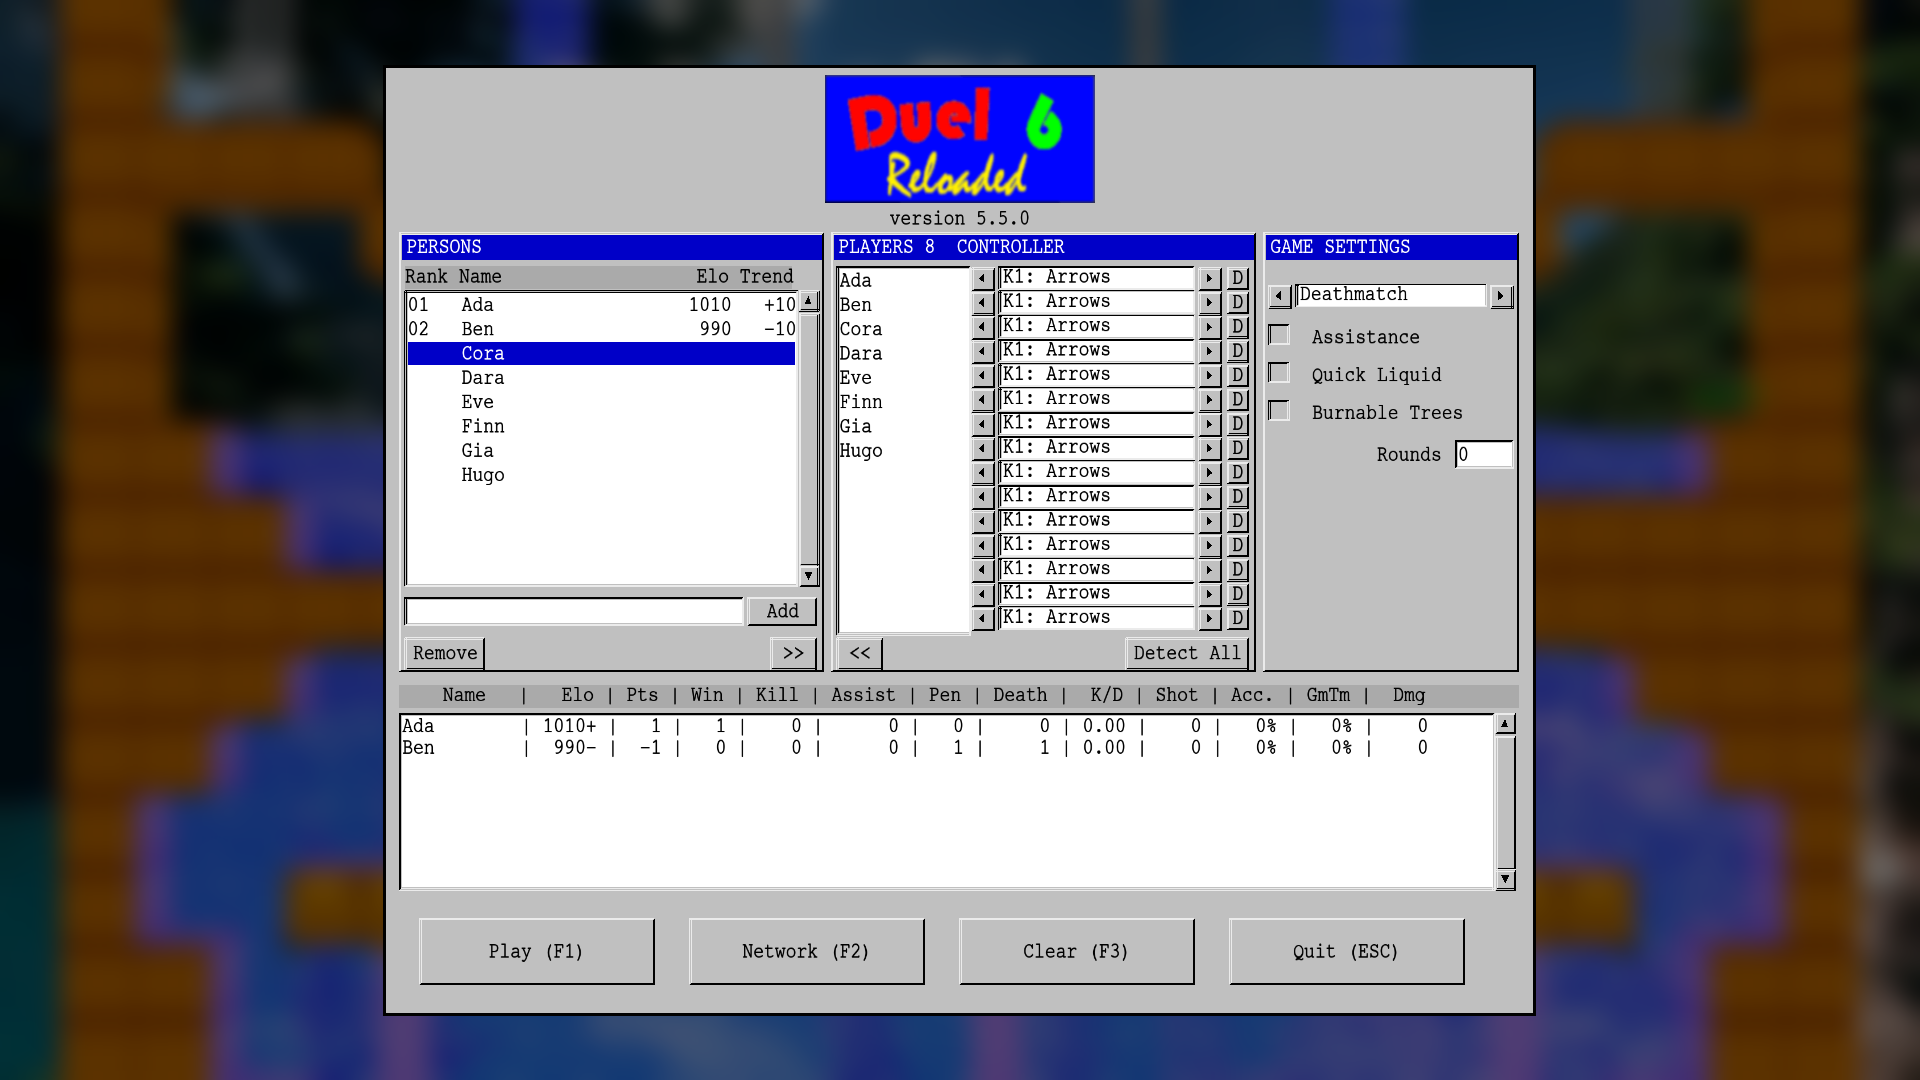 Duel 6
Reloaded
version 5.5.0
PERSONS
Rank Name Elo Trend
01 Ada 1010 +10
02 Ben 990 -10
Cora
Dara
Eve
Finn
Gia
Hugo
Add
Remove >>
PLAYERS 8 CONTROLLER
Ada K1: Arrows D
Ben K1: Arrows D
Cora K1: Arrows D
Dara K1: Arrows D
Eve K1: Arrows D
Finn K1: Arrows D
Gia K1: Arrows D
Hugo K1: Arrows D
K1: Arrows D
K1: Arrows D
K1: Arrows D
K1: Arrows D
K1: Arrows D
K1: Arrows D
K1: Arrows D
<< Detect All
GAME SETTINGS
Deathmatch
Assistance
Quick Liquid
Burnable Trees
Rounds 0
Name | Elo | Pts | Win | Kill | Assist | Pen | Death | K/D | Shot | Acc. | GmTm | Dmg
Ada | 1010+ | 1 | 1 | 0 | 0 | 0 | 0 | 0.00 | 0 | 0% | 0% | 0
Ben | 990- | -1 | 0 | 0 | 0 | 1 | 1 | 0.00 | 0 | 0% | 0% | 0
Play (F1) Network (F2) Clear (F3) Quit (ESC)